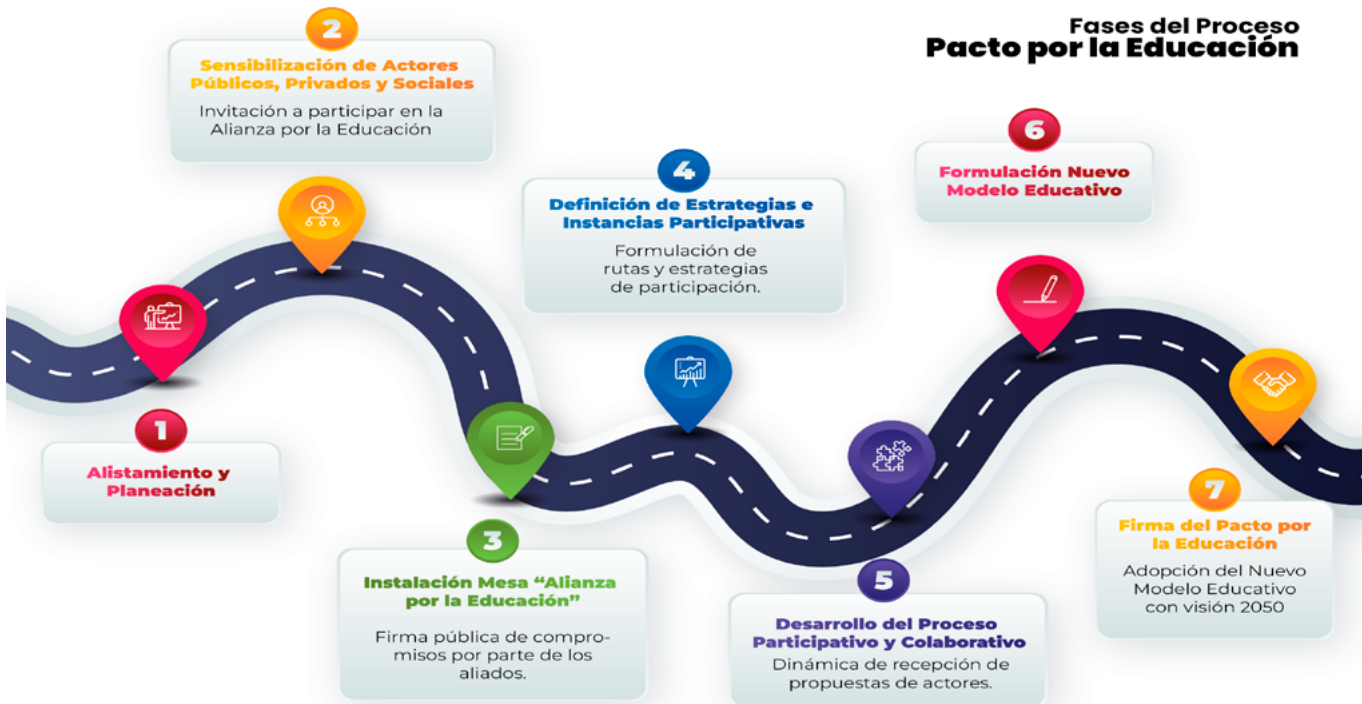 Fases del Proceso
Pacto por la Educación
1
Alistamiento y
Planeación
2
Sensibilización de Actores
Públicos, Privados y Sociales
Invitación a participar en la
Alianza por la Educación
3
Instalación Mesa “Alianza
por la Educación”
Firma pública de compro-
misos por parte de los
aliados.
4
Definición de Estrategias e
Instancias Participativas
Formulación de
rutas y estrategias
de participación.
5
Desarrollo del Proceso
Participativo y Colaborativo
Dinámica de recepción de
propuestas de actores.
6
Formulación Nuevo
Modelo Educativo
7
Firma del Pacto por
la Educación
Adopción del Nuevo
Modelo Educativo
con visión 2050